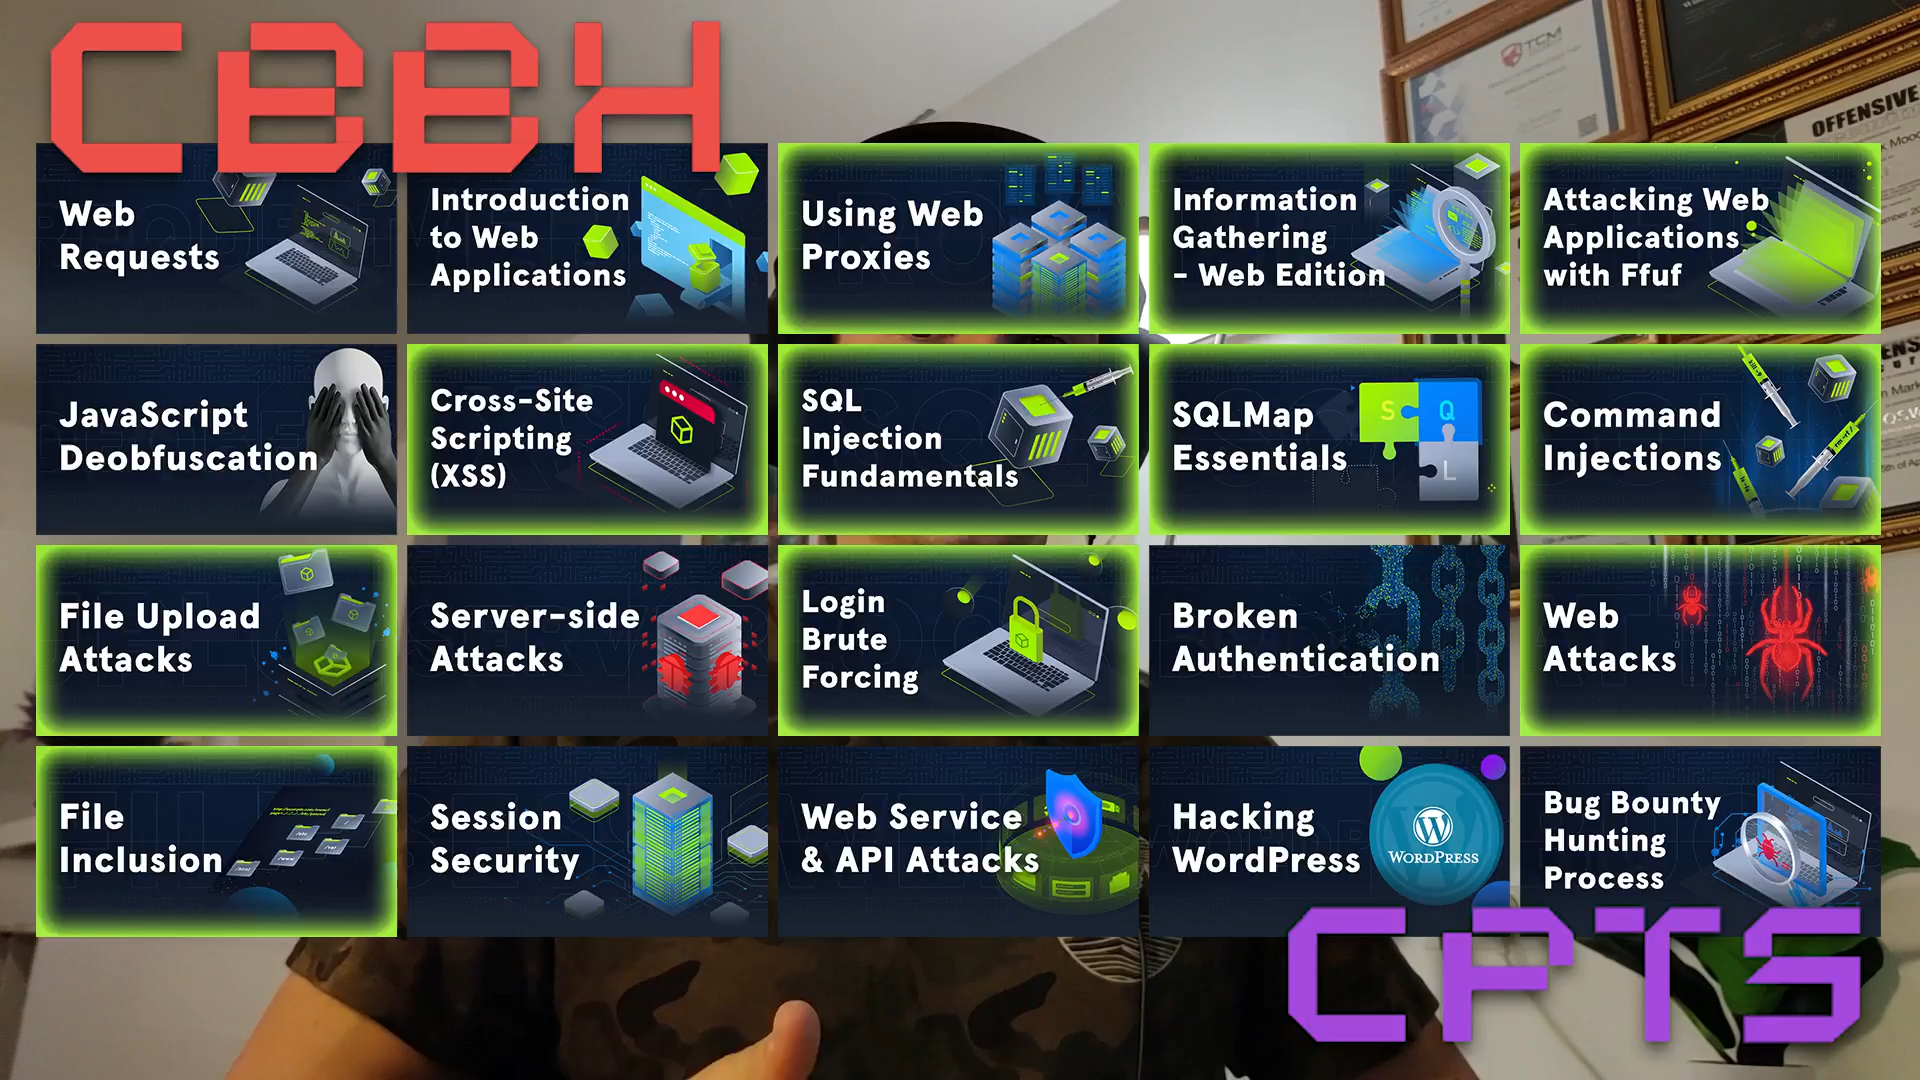 CBBH
TCM
OFFENSIVE
Web
Requests
Introduction
to Web
Applications
Using Web
Proxies
Information
Gathering
- Web Edition
Attacking Web
Applications
with Ffuf
JavaScript
Deobfuscation
Cross-Site
Scripting
(XSS)
SQL
Injection
Fundamentals
SQLMap
Essentials
S Q
L
Command
Injections
File Upload
Attacks
Server-side
Attacks
Login
Brute
Forcing
Broken
Authentication
Web
Attacks
File
Inclusion
Session
Security
Web Service
& API Attacks
Hacking
WordPress
WORDPRESS
Bug Bounty
Hunting
Process
CPTS